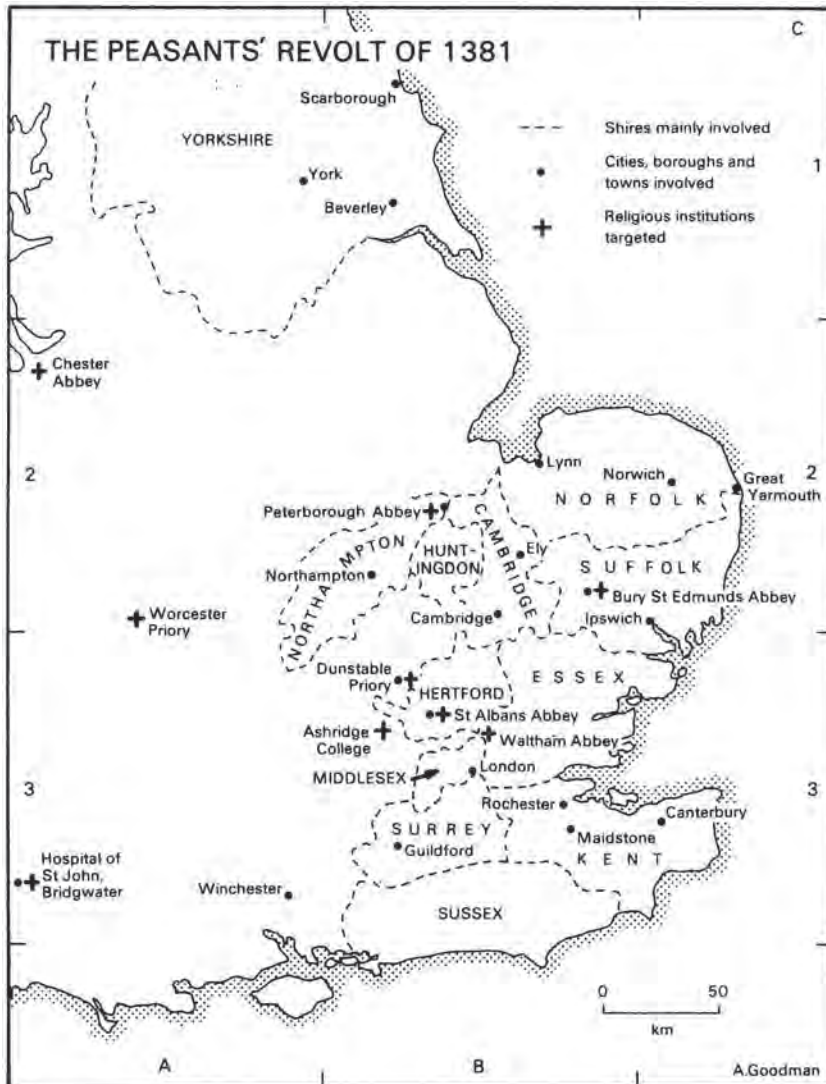 C
THE PEASANTS' REVOLT OF 1381
Scarborough
YORKSHIRE
York
Beverley
Shires mainly involved
Cities, boroughs and
towns involved
Religious institutions
targeted
1
Chester
Abbey
2
Lynn
Norwich
Great
Yarmouth
2
NORFOLK
Peterborough Abbey
CAMBRIDGE
NORTHAMPTON
HUNT-
INGDON
Ely
SUFFOLK
Northampton
Bury St Edmunds Abbey
Worcester
Priory
Cambridge
Ipswich
Dunstable
Priory
HERTFORD
ESSEX
St Albans Abbey
Ashridge
College
Waltham Abbey
MIDDLESEX
London
3
Rochester
3
SURREY
Canterbury
Guildford
Maidstone
KENT
Hospital of
St John,
Bridgwater
Winchester
SUSSEX
0 50
km
A
B
A.Goodman